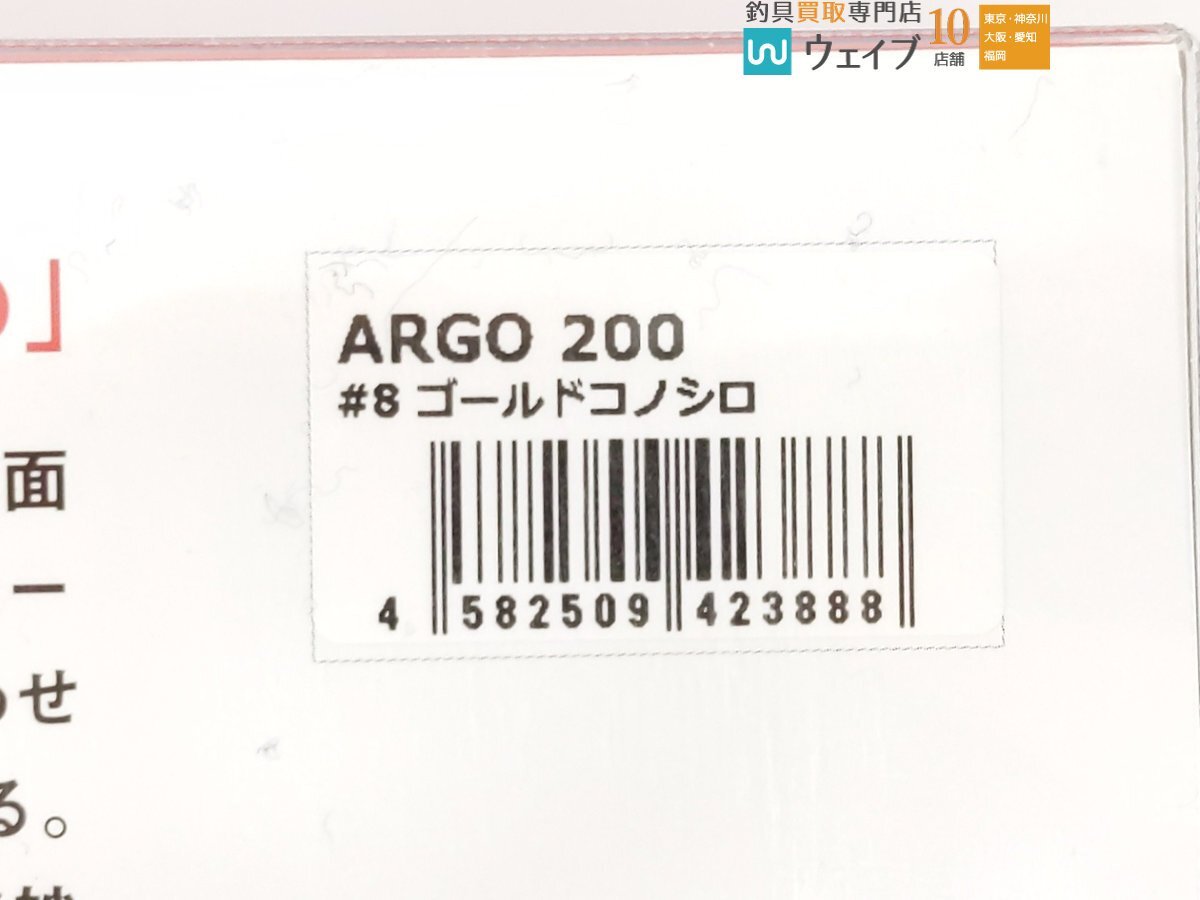 釣具買取専門店
ウェイブ
10
店舗
東京・神奈川
大阪・愛知
福岡
」
ARGO 200
#8 ゴールドコノシロ
4 582509 423888
面
ー
せ
る。